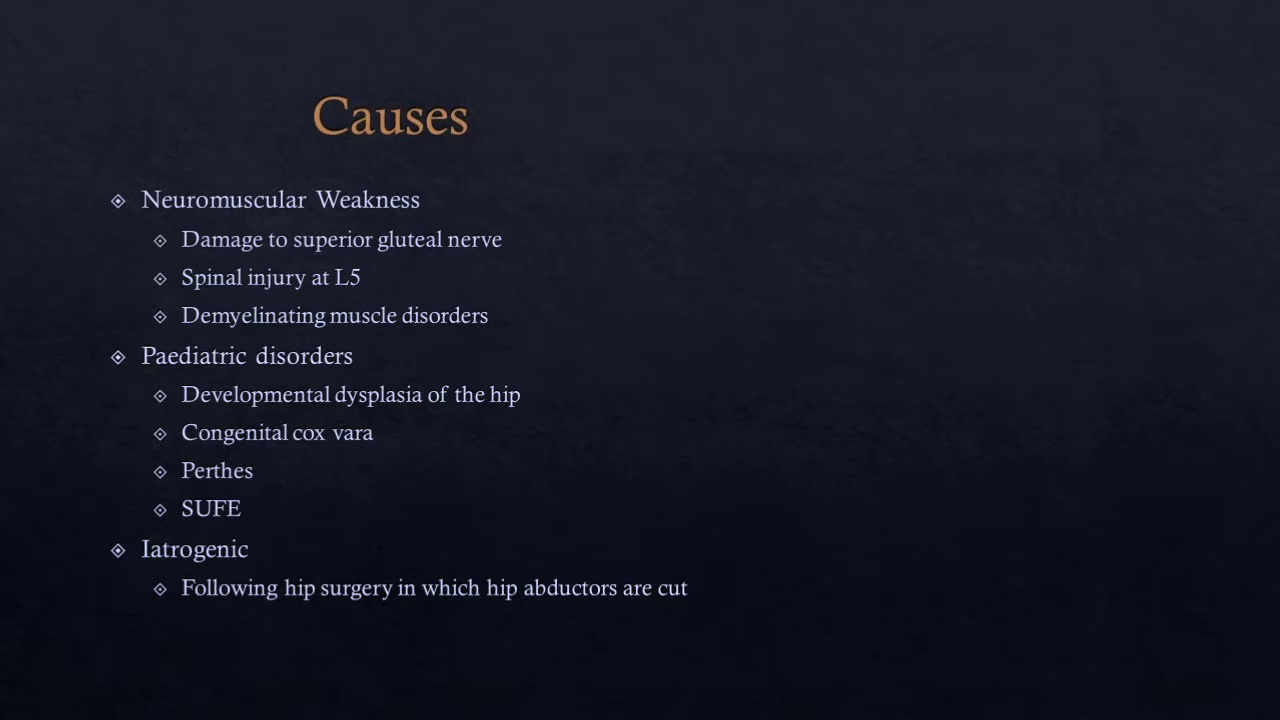 Causes
Neuromuscular Weakness
Damage to superior gluteal nerve
Spinal injury at L5
Demyelinating muscle disorders
Paediatric disorders
Developmental dysplasia of the hip
Congenital cox vara
Perthes
SUFE
Iatrogenic
Following hip surgery in which hip abductors are cut